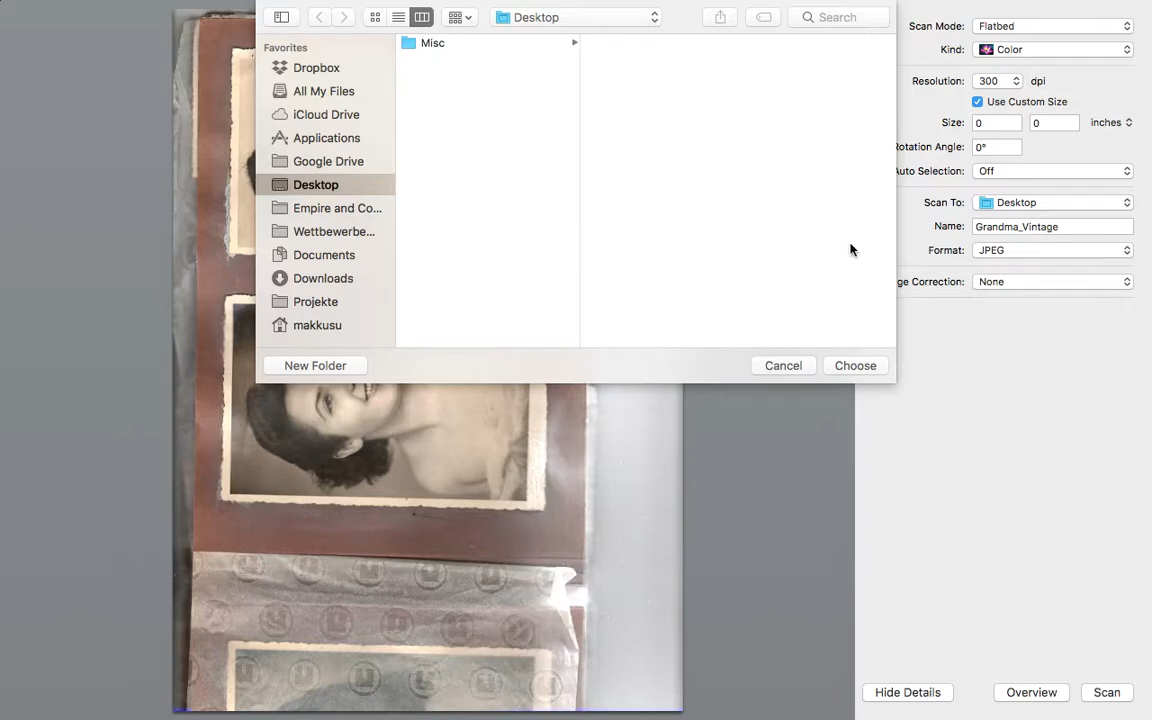 Desktop
Search
Favorites
Dropbox
All My Files
iCloud Drive
Applications
Google Drive
Desktop
Empire and Co...
Wettbewerbe...
Documents
Downloads
Projekte
makkusu
Misc
New Folder
Cancel
Choose
Scan Mode: Flatbed
Kind: Color
Resolution: 300 dpi
Use Custom Size
Size: 0 0 inches
Rotation Angle: 0°
Auto Selection: Off
Scan To: Desktop
Name: Grandma_Vintage
Format: JPEG
ge Correction: None
Hide Details
Overview
Scan